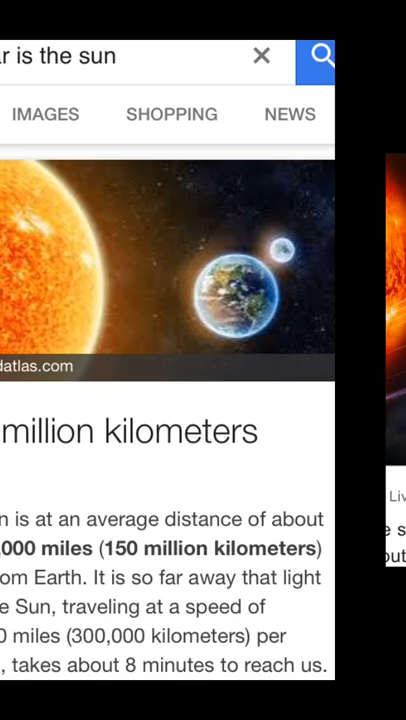 r is the sun
IMAGES SHOPPING NEWS
datlas.com
million kilometers
n is at an average distance of about
,000 miles (150 million kilometers)
om Earth. It is so far away that light
e Sun, traveling at a speed of
0 miles (300,000 kilometers) per
, takes about 8 minutes to reach us.
Liv
e s
out